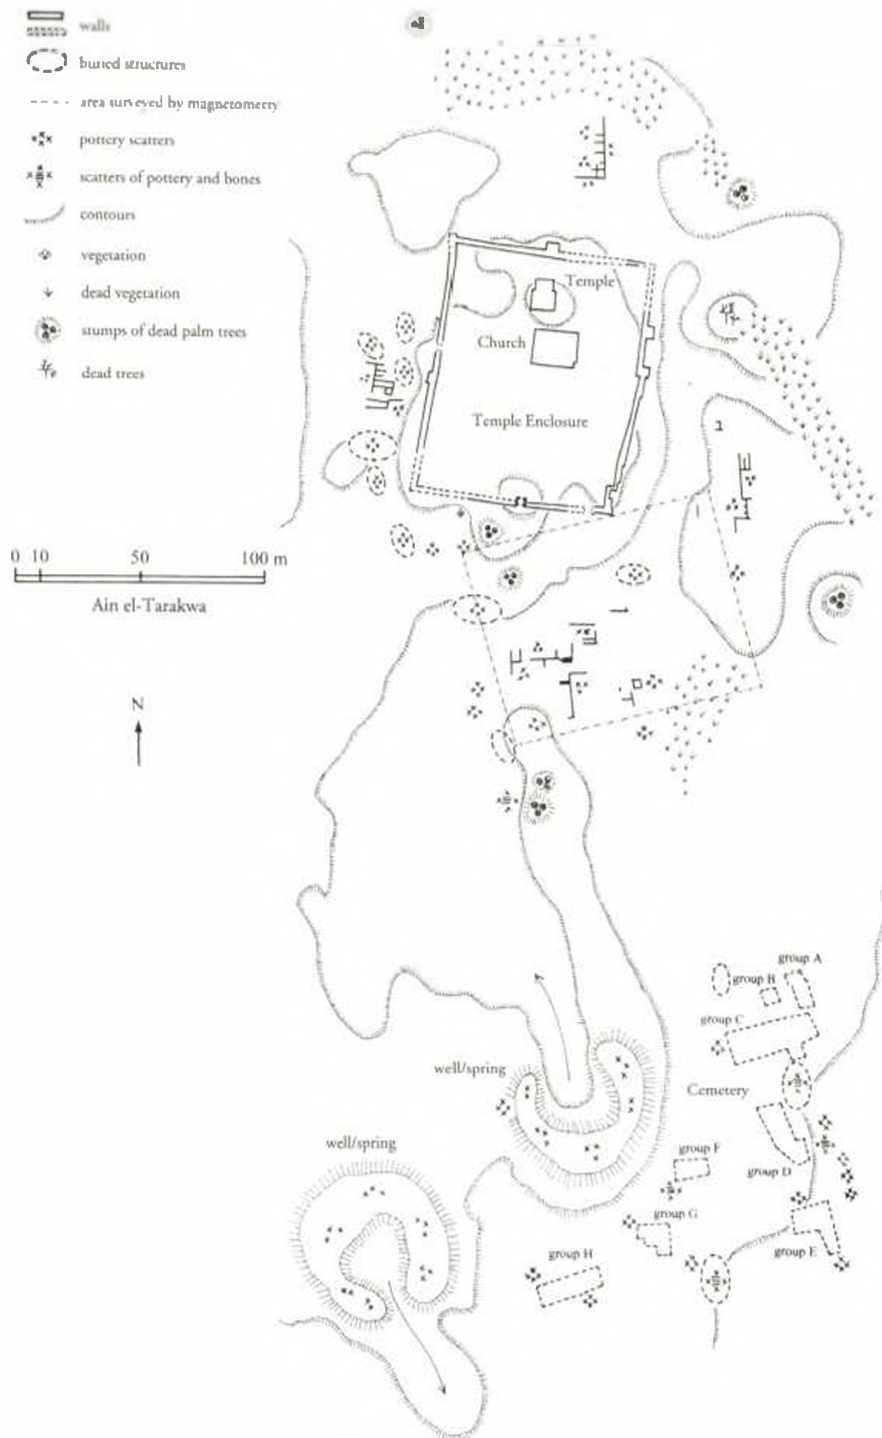 walls
buried structures
area surveyed by magnetometry
pottery scatters
scatters of pottery and bones
contours
vegetation
dead vegetation
stumps of dead palm trees
dead trees
Temple
Church
Temple Enclosure
0 10 50 100 m
Ain el-Tarakwa
N
group A
group B
group C
well/spring
Cemetery
well/spring
group F
group D
group G
group H
group E